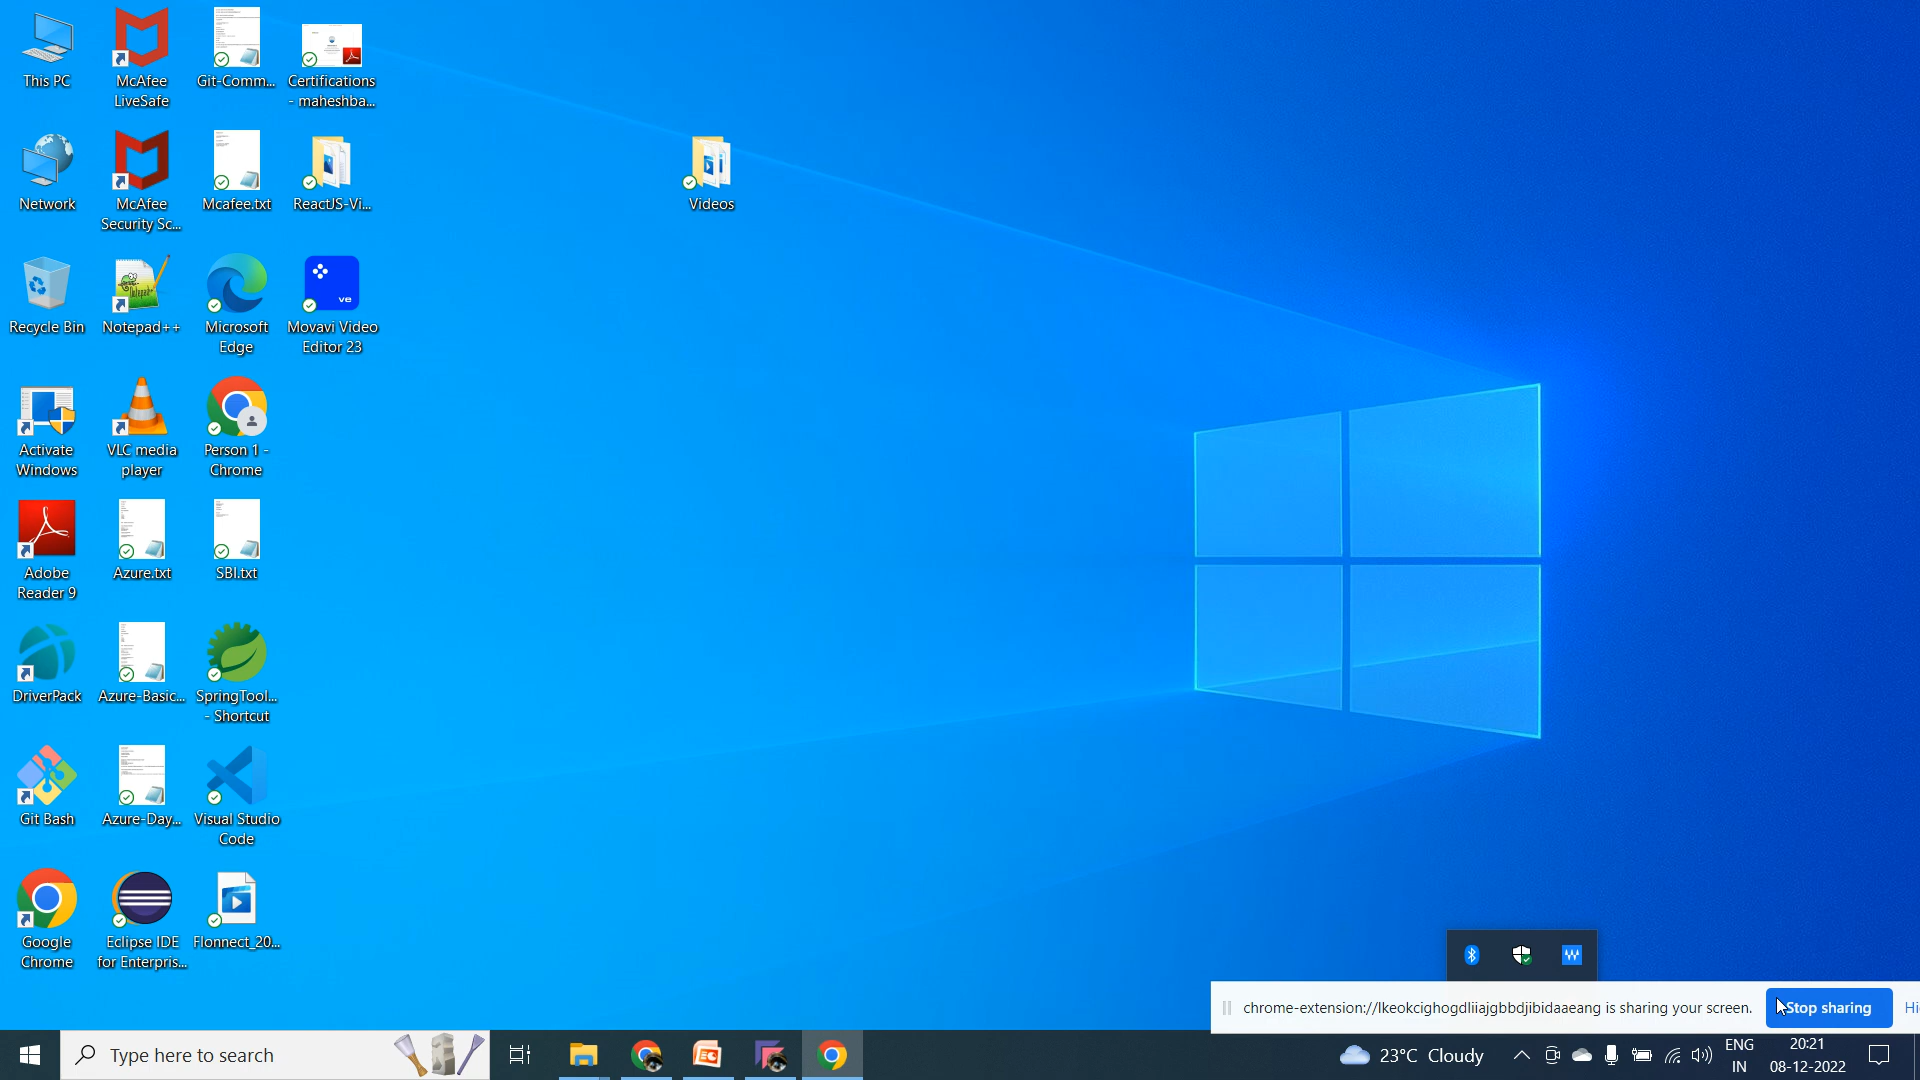 This PC
McAfee
LiveSafe
Git-Comm...
Certifications
- maheshba...
Network
McAfee
Security Sc...
Mcafee.txt
ReactJS-Vi...
Videos
Recycle Bin
Notepad++
Microsoft
Edge
ve
Movavi Video
Editor 23
Activate
Windows
VLC media
player
Person 1 -
Chrome
Adobe
Reader 9
Azure.txt
SBI.txt
DriverPack
Azure-Basic...
SpringTool...
- Shortcut
Git Bash
Azure-Day...
Visual Studio
Code
Google
Chrome
Eclipse IDE
for Enterpris...
Flonnect_20...
chrome-extension://lkeokcighogdliiajgbbdjibidaaeang is sharing your screen.
Stop sharing
Hi
Type here to search
23°C Cloudy
ENG
IN
20:21
08-12-2022